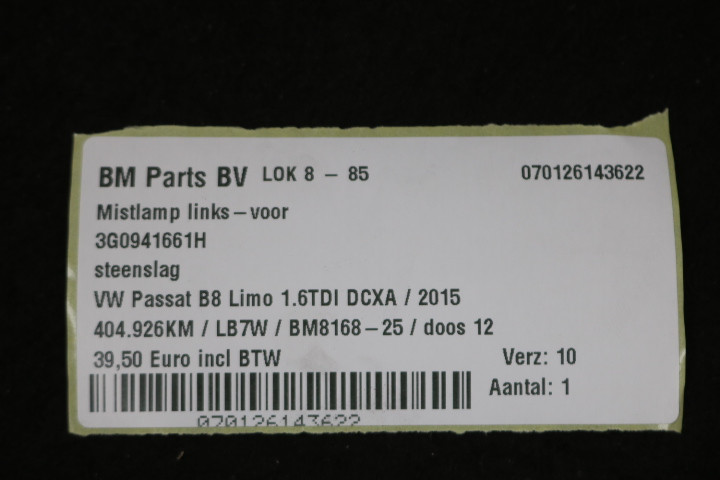 BM Parts BV LOK 8 – 85 070126143622
Mistlamp links–voor
3G0941661H
steenslag
VW Passat B8 Limo 1.6TDI DCXA / 2015
404.926KM / LB7W / BM8168–25 / doos 12
39,50 Euro incl BTW Verz: 10
Aantal: 1
070126143622